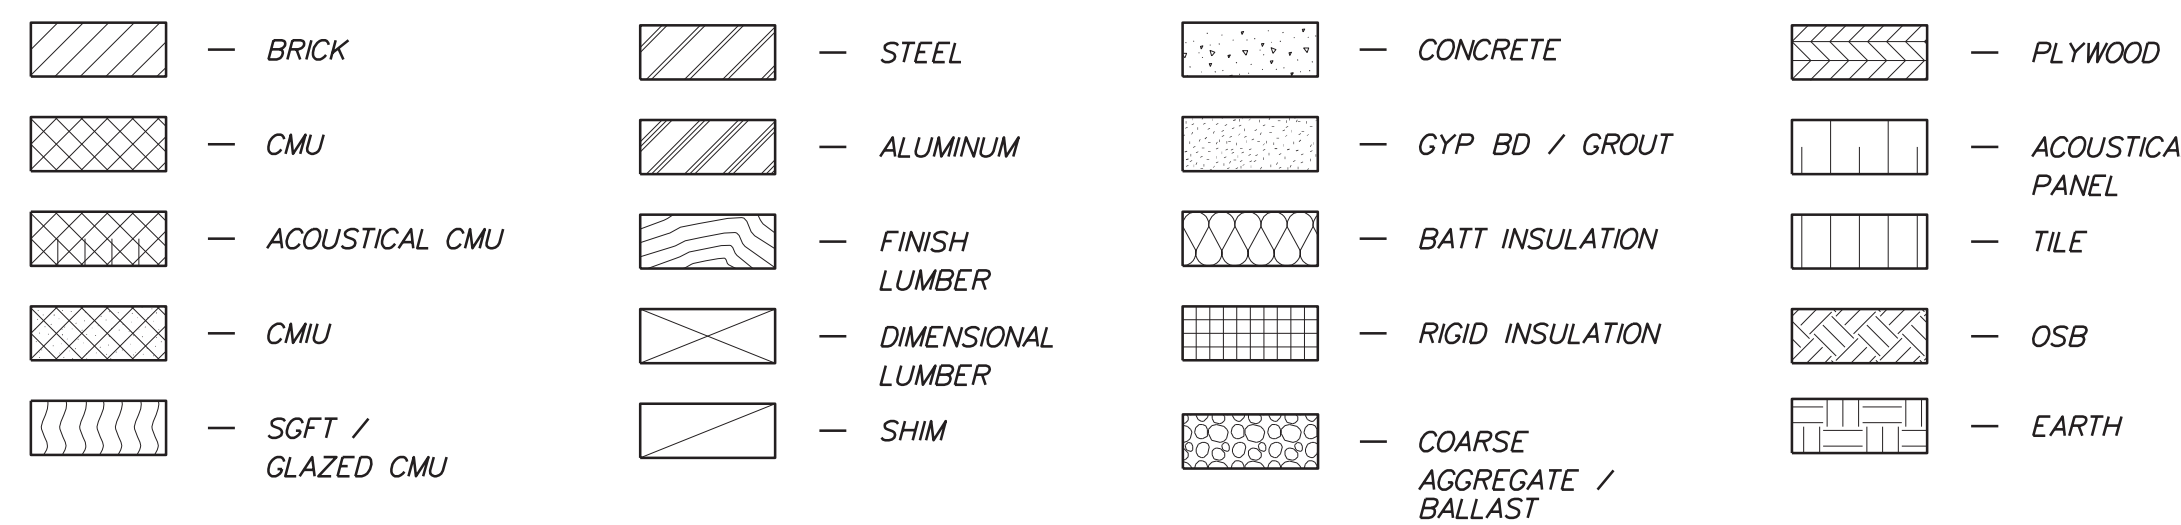 BRICK
CMU
ACOUSTICAL CMU
CMIU
SGFT /
GLAZED CMU
STEEL
ALUMINUM
FINISH
LUMBER
DIMENSIONAL
LUMBER
SHIM
CONCRETE
GYP BD / GROUT
BATT INSULATION
RIGID INSULATION
COARSE
AGGREGATE /
BALLAST
PLYWOOD
ACOUSTICA
PANEL
TILE
OSB
EARTH